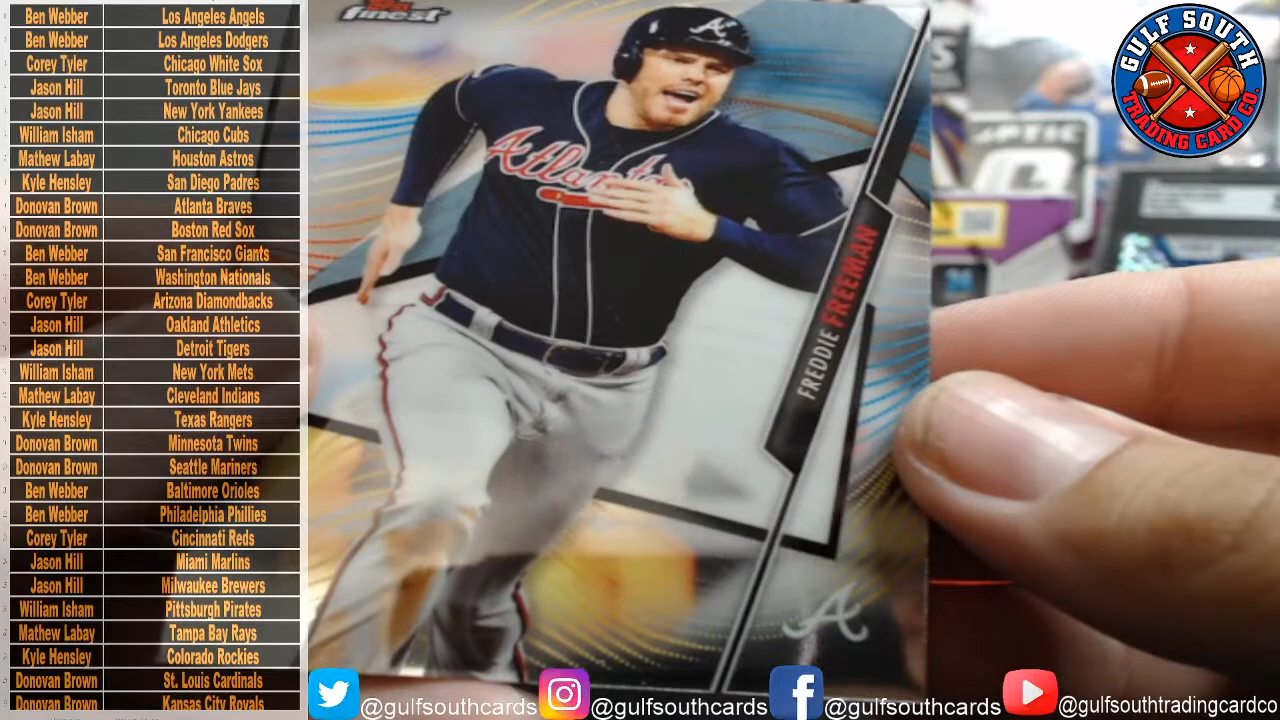 Ben Webber Los Angeles Angels
Ben Webber Los Angeles Dodgers
Corey Tyler Chicago White Sox
Jason Hill Toronto Blue Jays
Jason Hill New York Yankees
William Isham Chicago Cubs
Mathew Labay Houston Astros
Kyle Hensley San Diego Padres
Donovan Brown Atlanta Braves
Donovan Brown Boston Red Sox
Ben Webber San Francisco Giants
Ben Webber Washington Nationals
Corey Tyler Arizona Diamondbacks
Jason Hill Oakland Athletics
Jason Hill Detroit Tigers
William Isham New York Mets
Mathew Labay Cleveland Indians
Kyle Hensley Texas Rangers
Donovan Brown Minnesota Twins
Donovan Brown Seattle Mariners
Ben Webber Baltimore Orioles
Ben Webber Philadelphia Phillies
Corey Tyler Cincinnati Reds
Jason Hill Miami Marlins
Jason Hill Milwaukee Brewers
William Isham Pittsburgh Pirates
Mathew Labay Tampa Bay Rays
Kyle Hensley Colorado Rockies
Donovan Brown St. Louis Cardinals
Donovan Brown Kansas City Royals
Topps
finest
A
Atlanta
FREDDIE FREEMAN
A
OPTIC
GULF SOUTH
TRADING CARD CO.
@gulfsouthcards
@gulfsouthcards
@gulfsouthcards
@gulfsouthtradingcardco